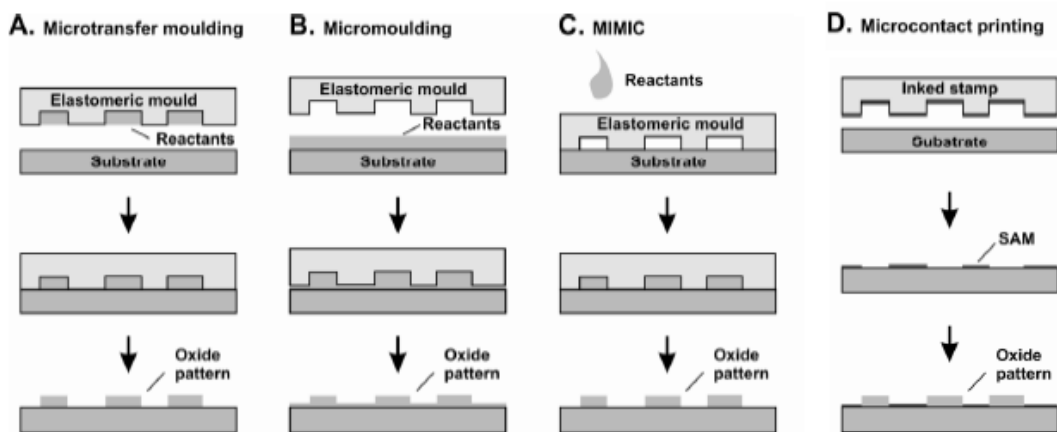 A. Microtransfer moulding
Elastomeric mould
Reactants
Substrate
Oxide
pattern
B. Micromoulding
Elastomeric mould
Reactants
Substrate
Oxide
pattern
C. MIMIC
Reactants
Elastomeric mould
Substrate
Oxide
pattern
D. Microcontact printing
Inked stamp
Substrate
SAM
Oxide
pattern